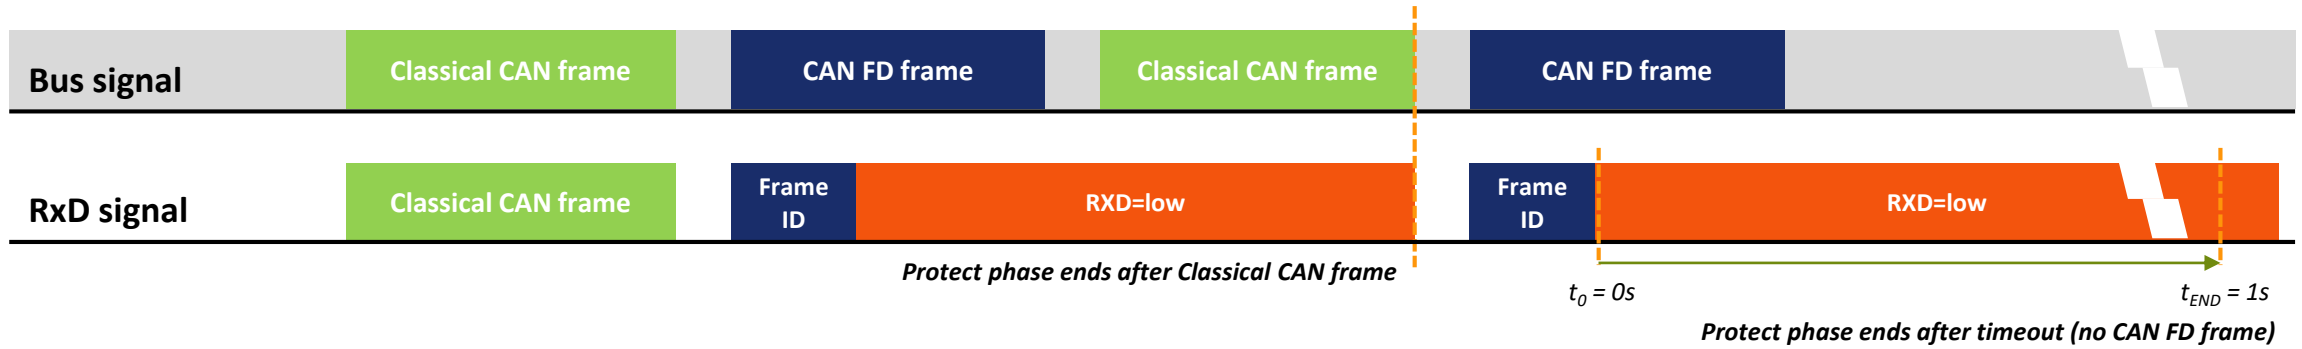 Bus signal
Classical CAN frame
CAN FD frame
Classical CAN frame
CAN FD frame
RxD signal
Classical CAN frame
Frame
ID
RXD=low
Frame
ID
RXD=low
Protect phase ends after Classical CAN frame
t0 = 0s
tEND = 1s
Protect phase ends after timeout (no CAN FD frame)